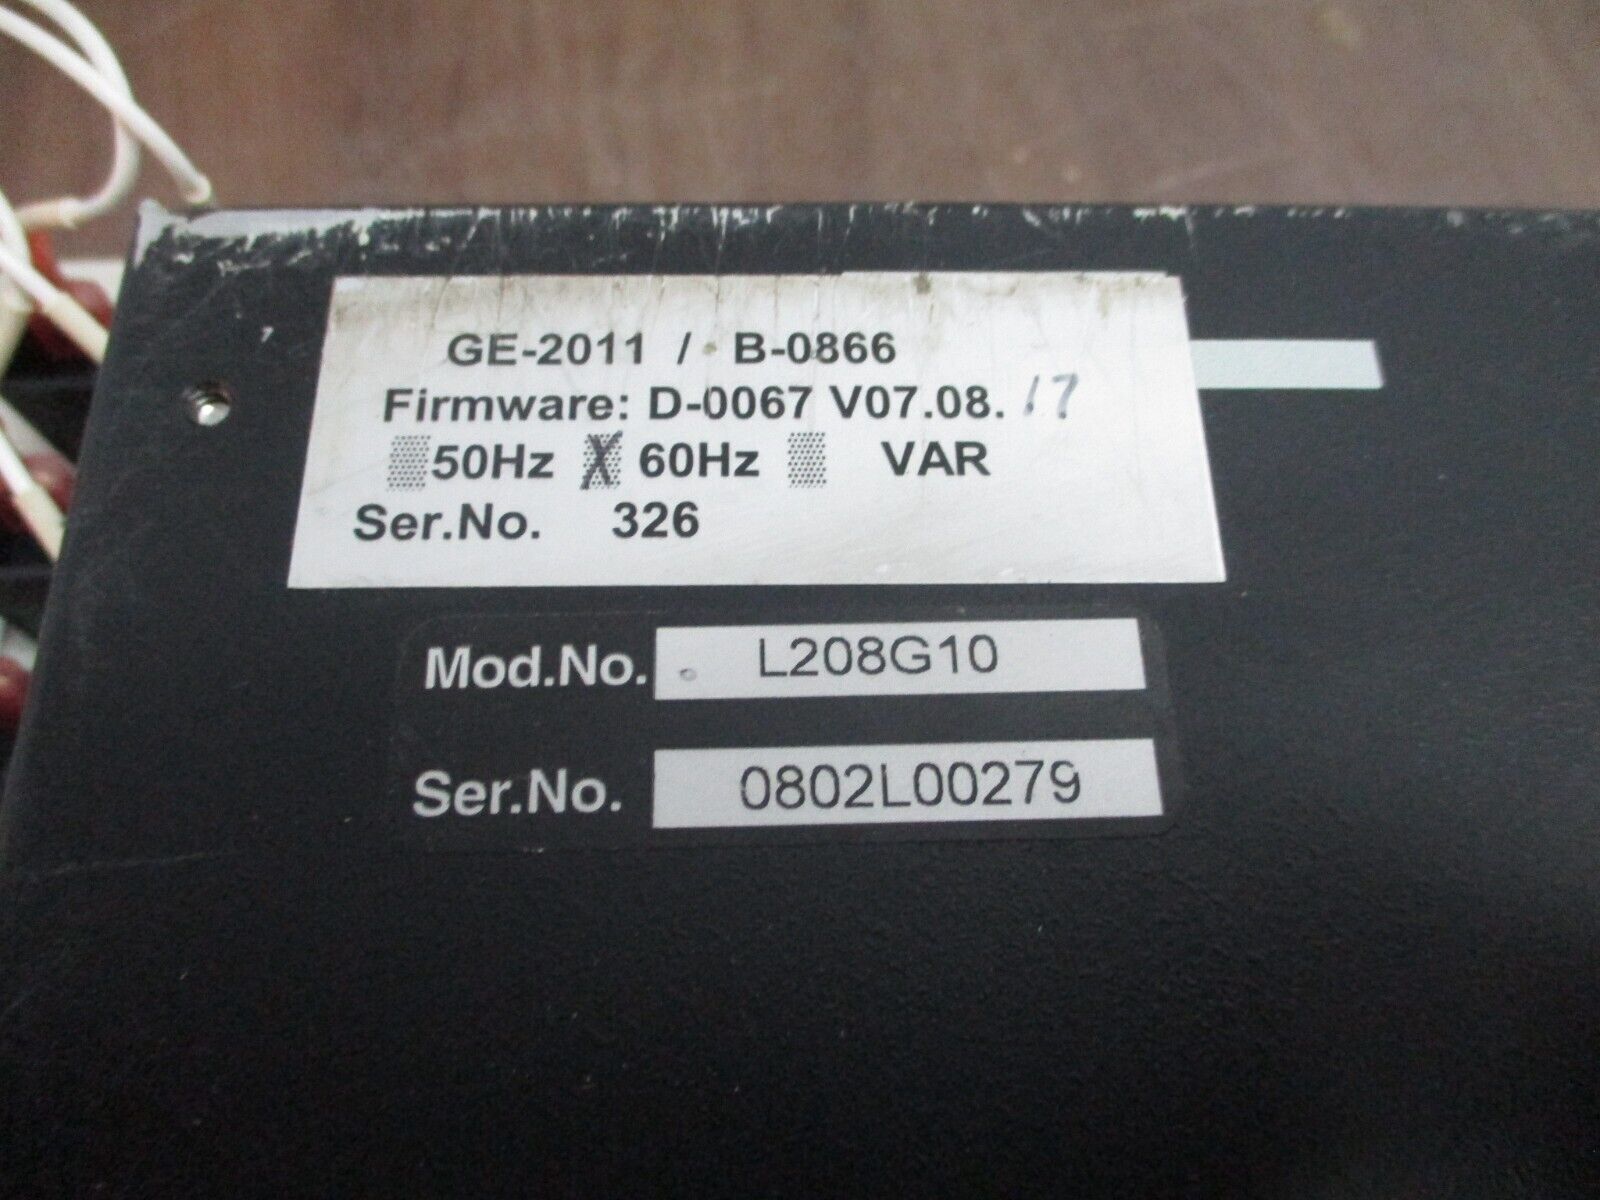 GE-2011 / B-0866
Firmware: D-0067 V07.08.17
50Hz X 60Hz VAR
Ser.No. 326
Mod.No. L208G10
Ser.No. 0802L00279